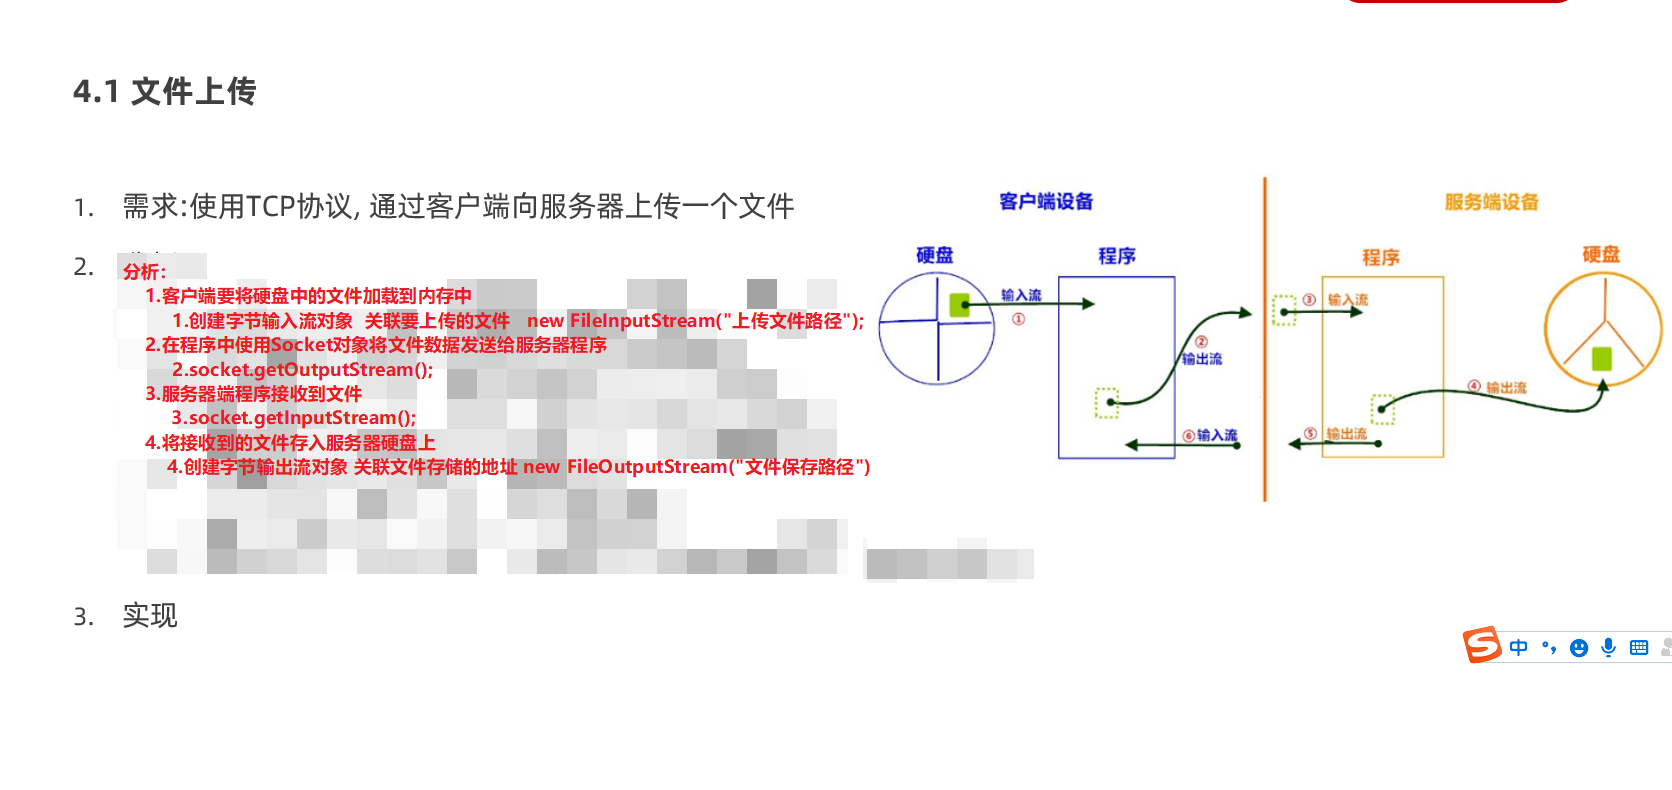 4.1 文件上传
1. 需求:使用TCP协议, 通过客户端向服务器上传一个文件
2.
分析:
1.客户端要将硬盘中的文件加载到内存中
1.创建字节输入流对象 关联要上传的文件 new FileInputStream("上传文件路径");
2.在程序中使用Socket对象将文件数据发送给服务器程序
2.socket.getOutputStream();
3.服务器端程序接收到文件
3.socket.getInputStream();
4.将接收到的文件存入服务器硬盘上
4.创建字节输出流对象 关联文件存储的地址 new FileOutputStream("文件保存路径")
3. 实现
客户端设备
硬盘
程序
输入流
①
②
输出流
⑥输入流
服务端设备
程序
硬盘
③ 输入流
④ 输出流
⑤ 输出流
中